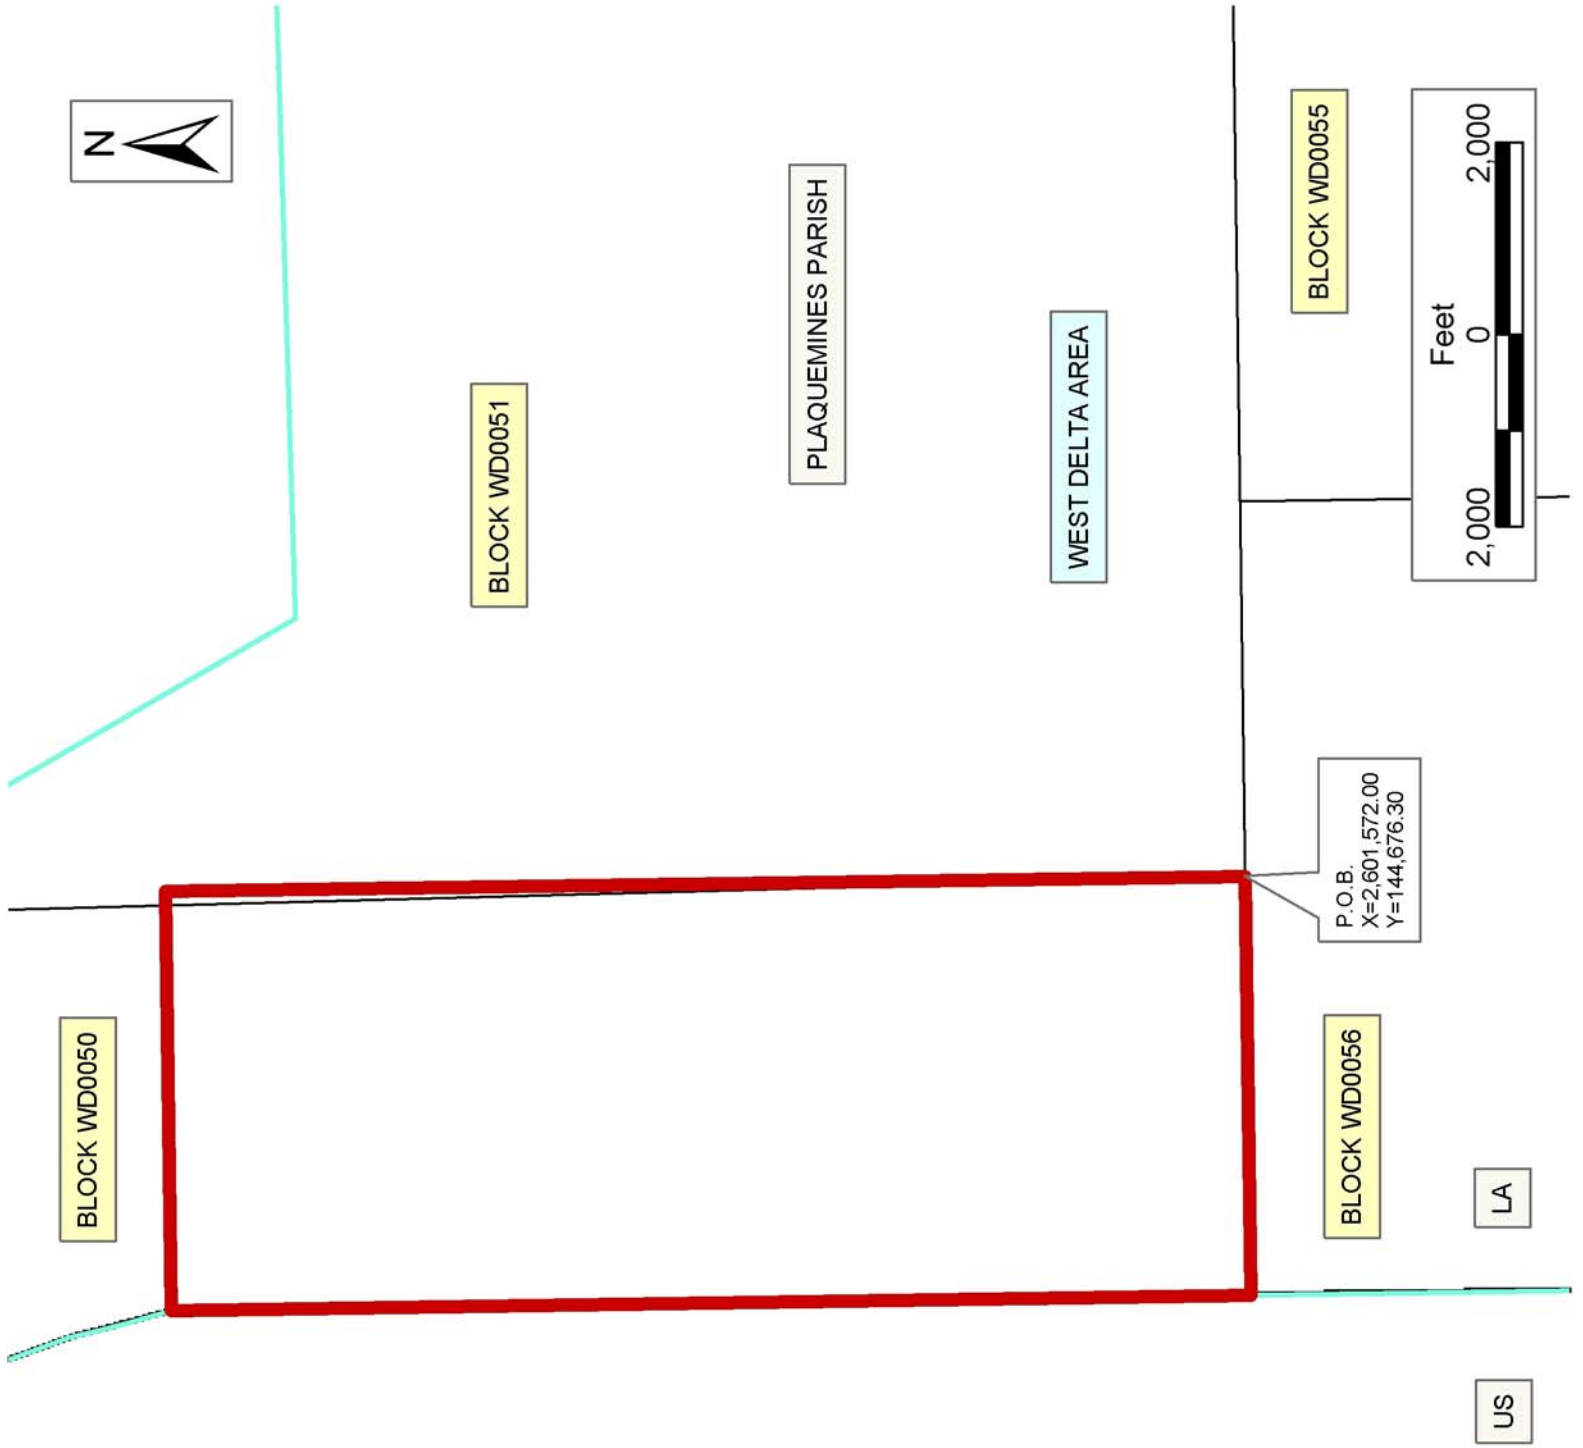 BLOCK WD0050
N
BLOCK WD0051
PLAQUEMINES PARISH
WEST DELTA AREA
BLOCK WD0056
P.O.B.
X=2,601,572.00
Y=144,676.30
BLOCK WD0055
US
LA
Feet
2,000 0 2,000